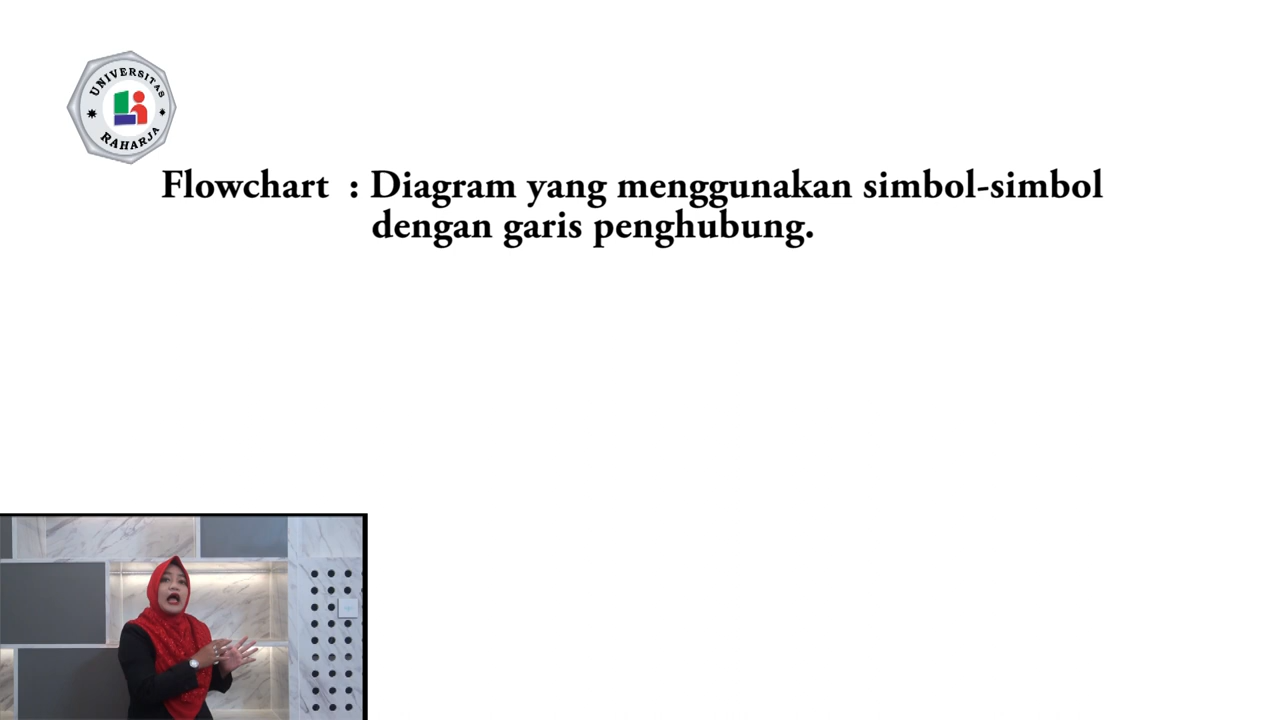 UNIVERSITAS
RAHARJA
Flowchart : Diagram yang menggunakan simbol-simbol
dengan garis penghubung.